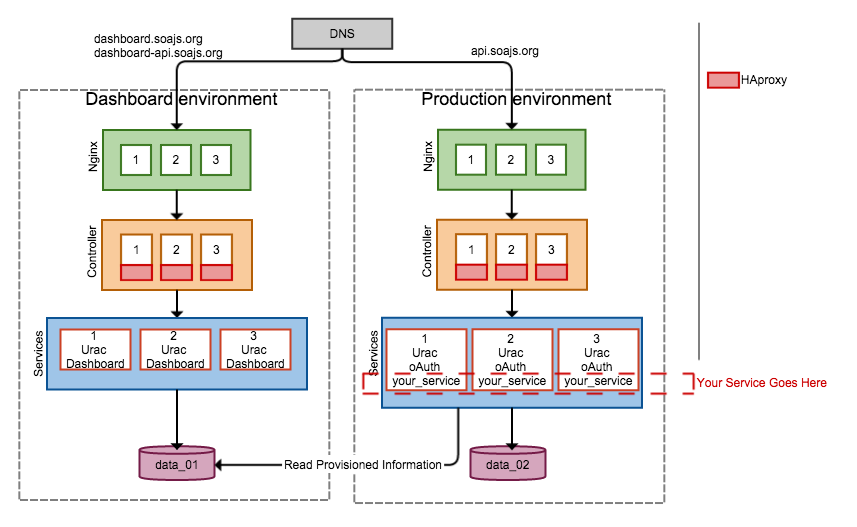 DNS
dashboard.soajs.org
dashboard-api.soajs.org
api.soajs.org
HAproxy
Dashboard environment
Production environment
Nginx
1 2 3
Nginx
1 2 3
Controller
1 2 3
Controller
1 2 3
Services
1
Urac
Dashboard
2
Urac
Dashboard
3
Urac
Dashboard
Services
1
Urac
oAuth
your_service
2
Urac
oAuth
your_service
3
Urac
oAuth
your_service
Your Service Goes Here
data_01
Read Provisioned Information
data_02